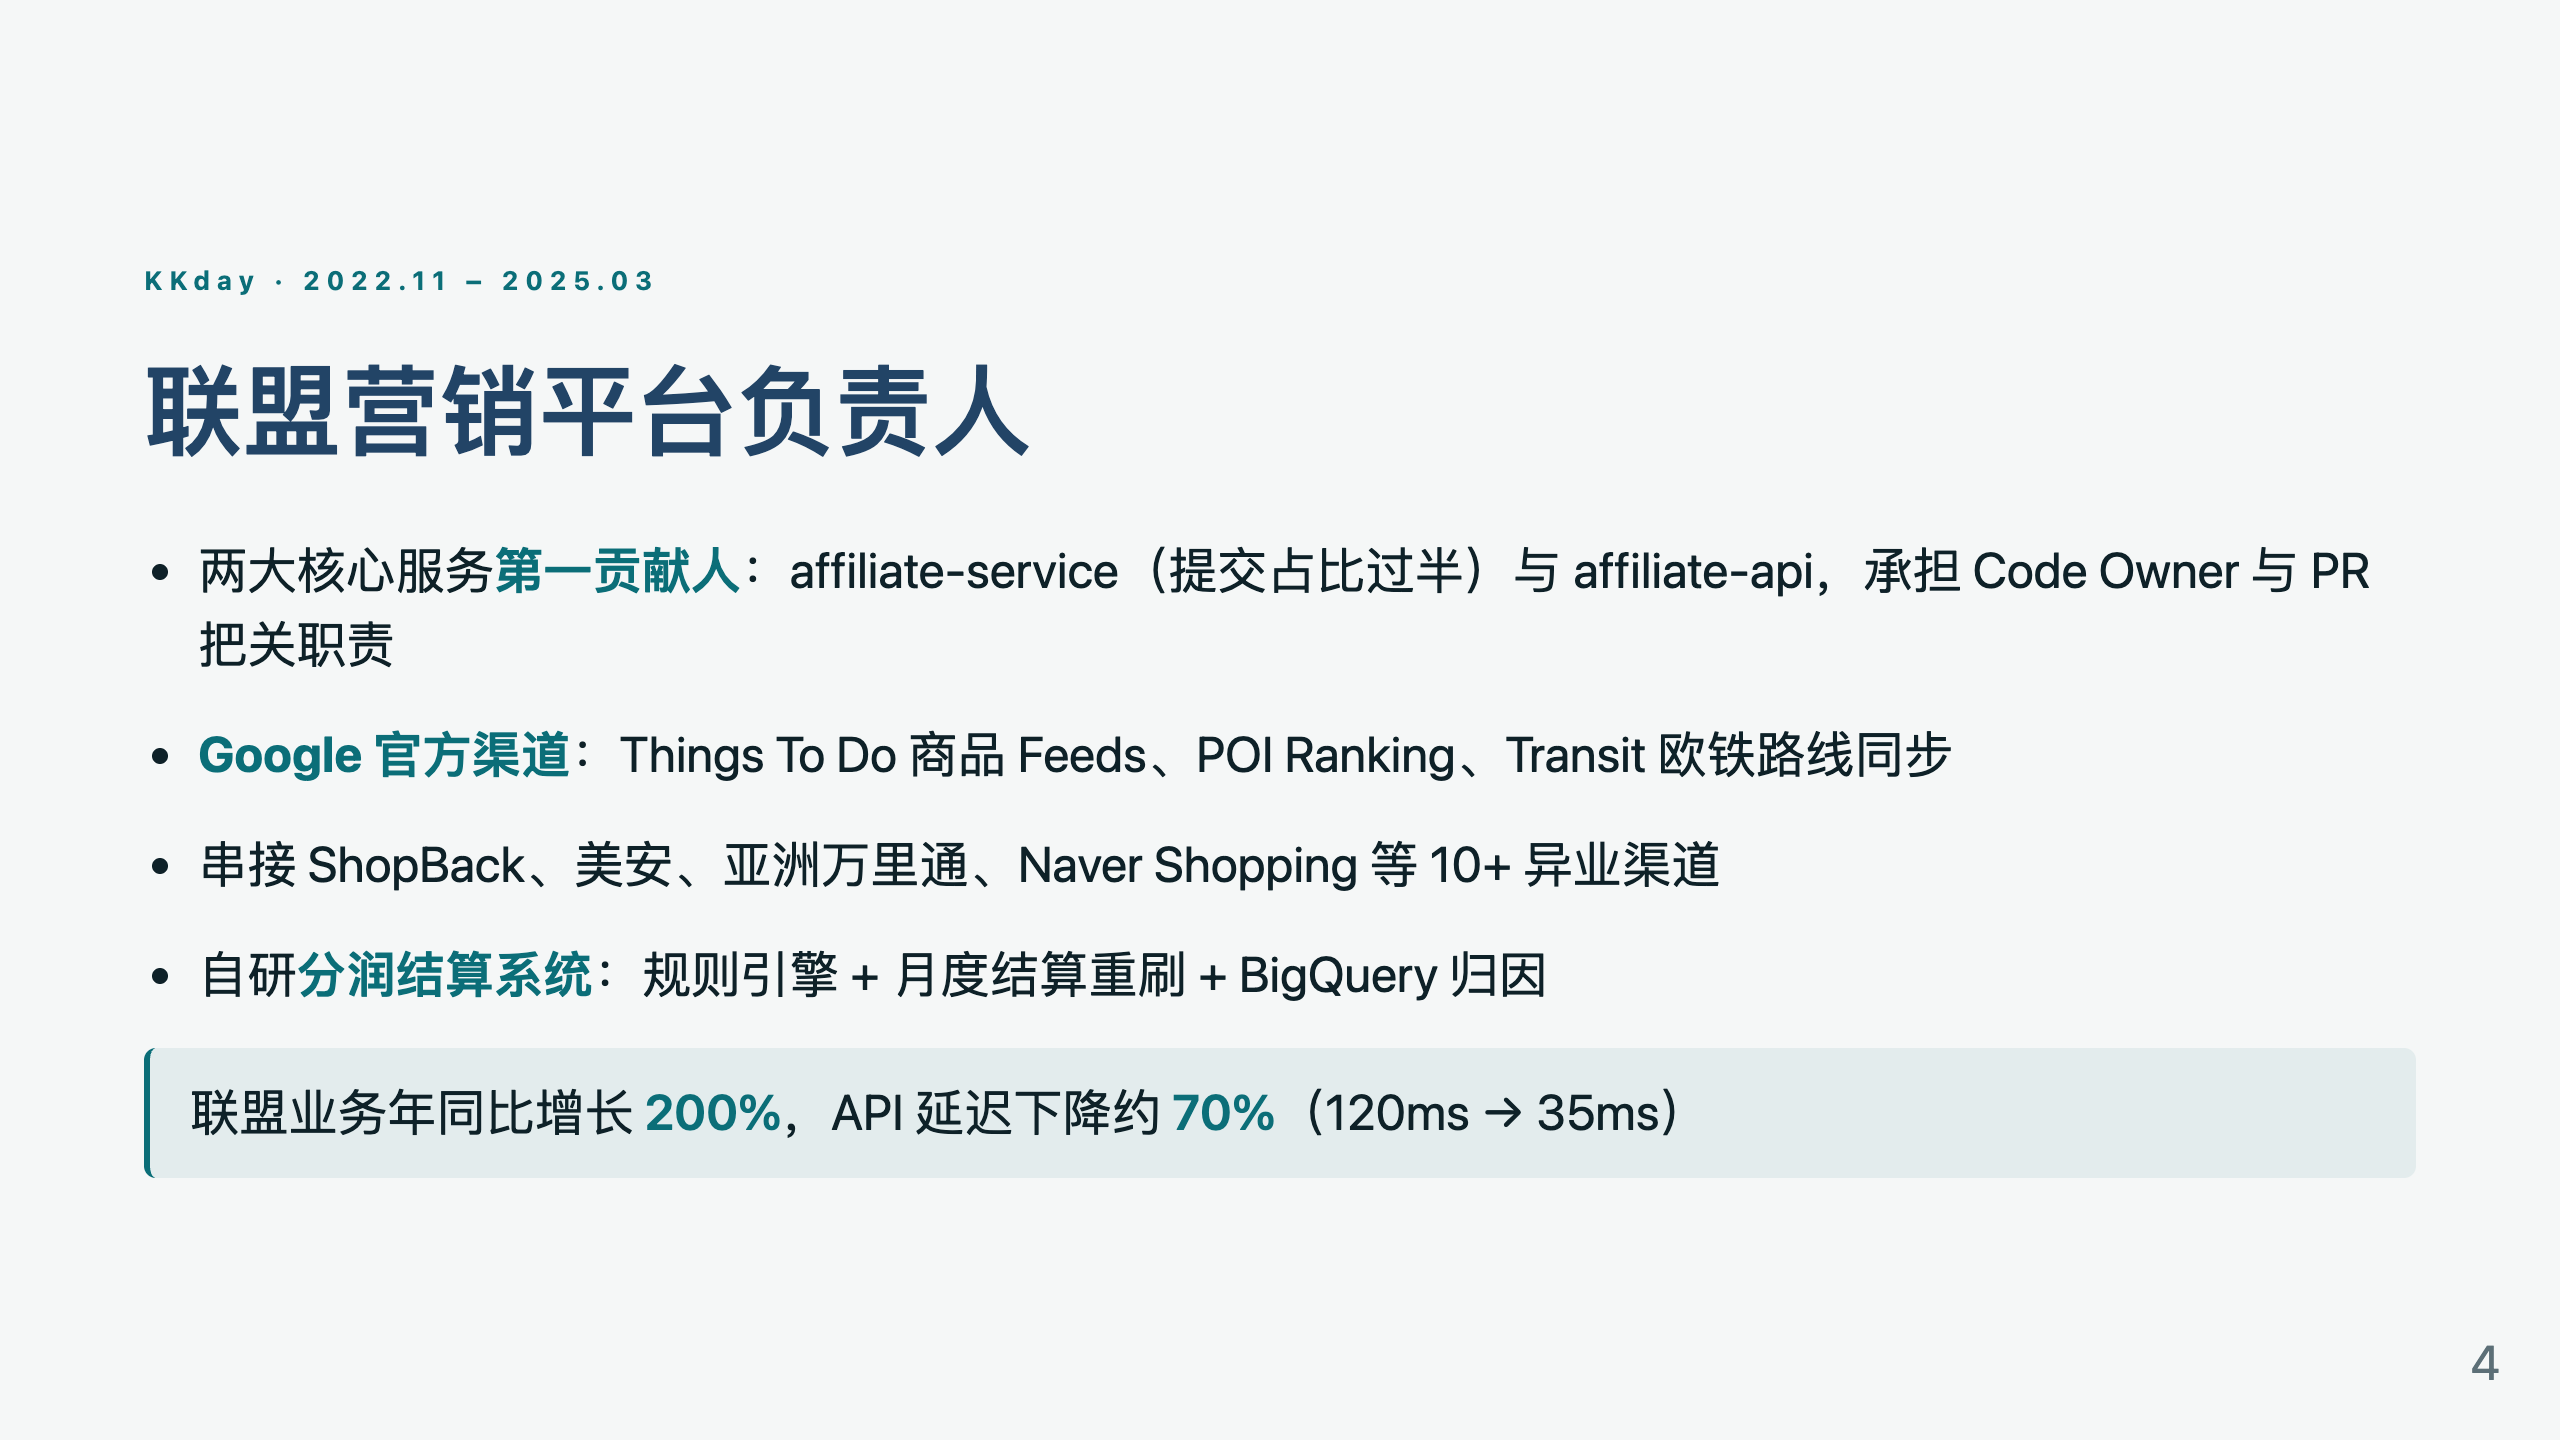 KKday · 2022.11 – 2025.03
联盟营销平台负责人
• 两大核心服务第一贡献人：affiliate-service（提交占比过半）与 affiliate-api，承担 Code Owner 与 PR
把关职责
• Google 官方渠道：Things To Do 商品 Feeds、POI Ranking、Transit 欧铁路线同步
• 串接 ShopBack、美安、亚洲万里通、Naver Shopping 等 10+ 异业渠道
• 自研分润结算系统：规则引擎 + 月度结算重刷 + BigQuery 归因
联盟业务年同比增长 200%，API 延迟下降约 70%（120ms → 35ms）
4